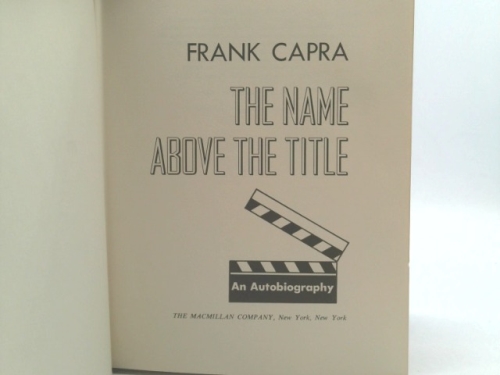 FRANK CAPRA
THE NAME
ABOVE THE TITLE
An Autobiography
THE MACMILLAN COMPANY, New York, New York